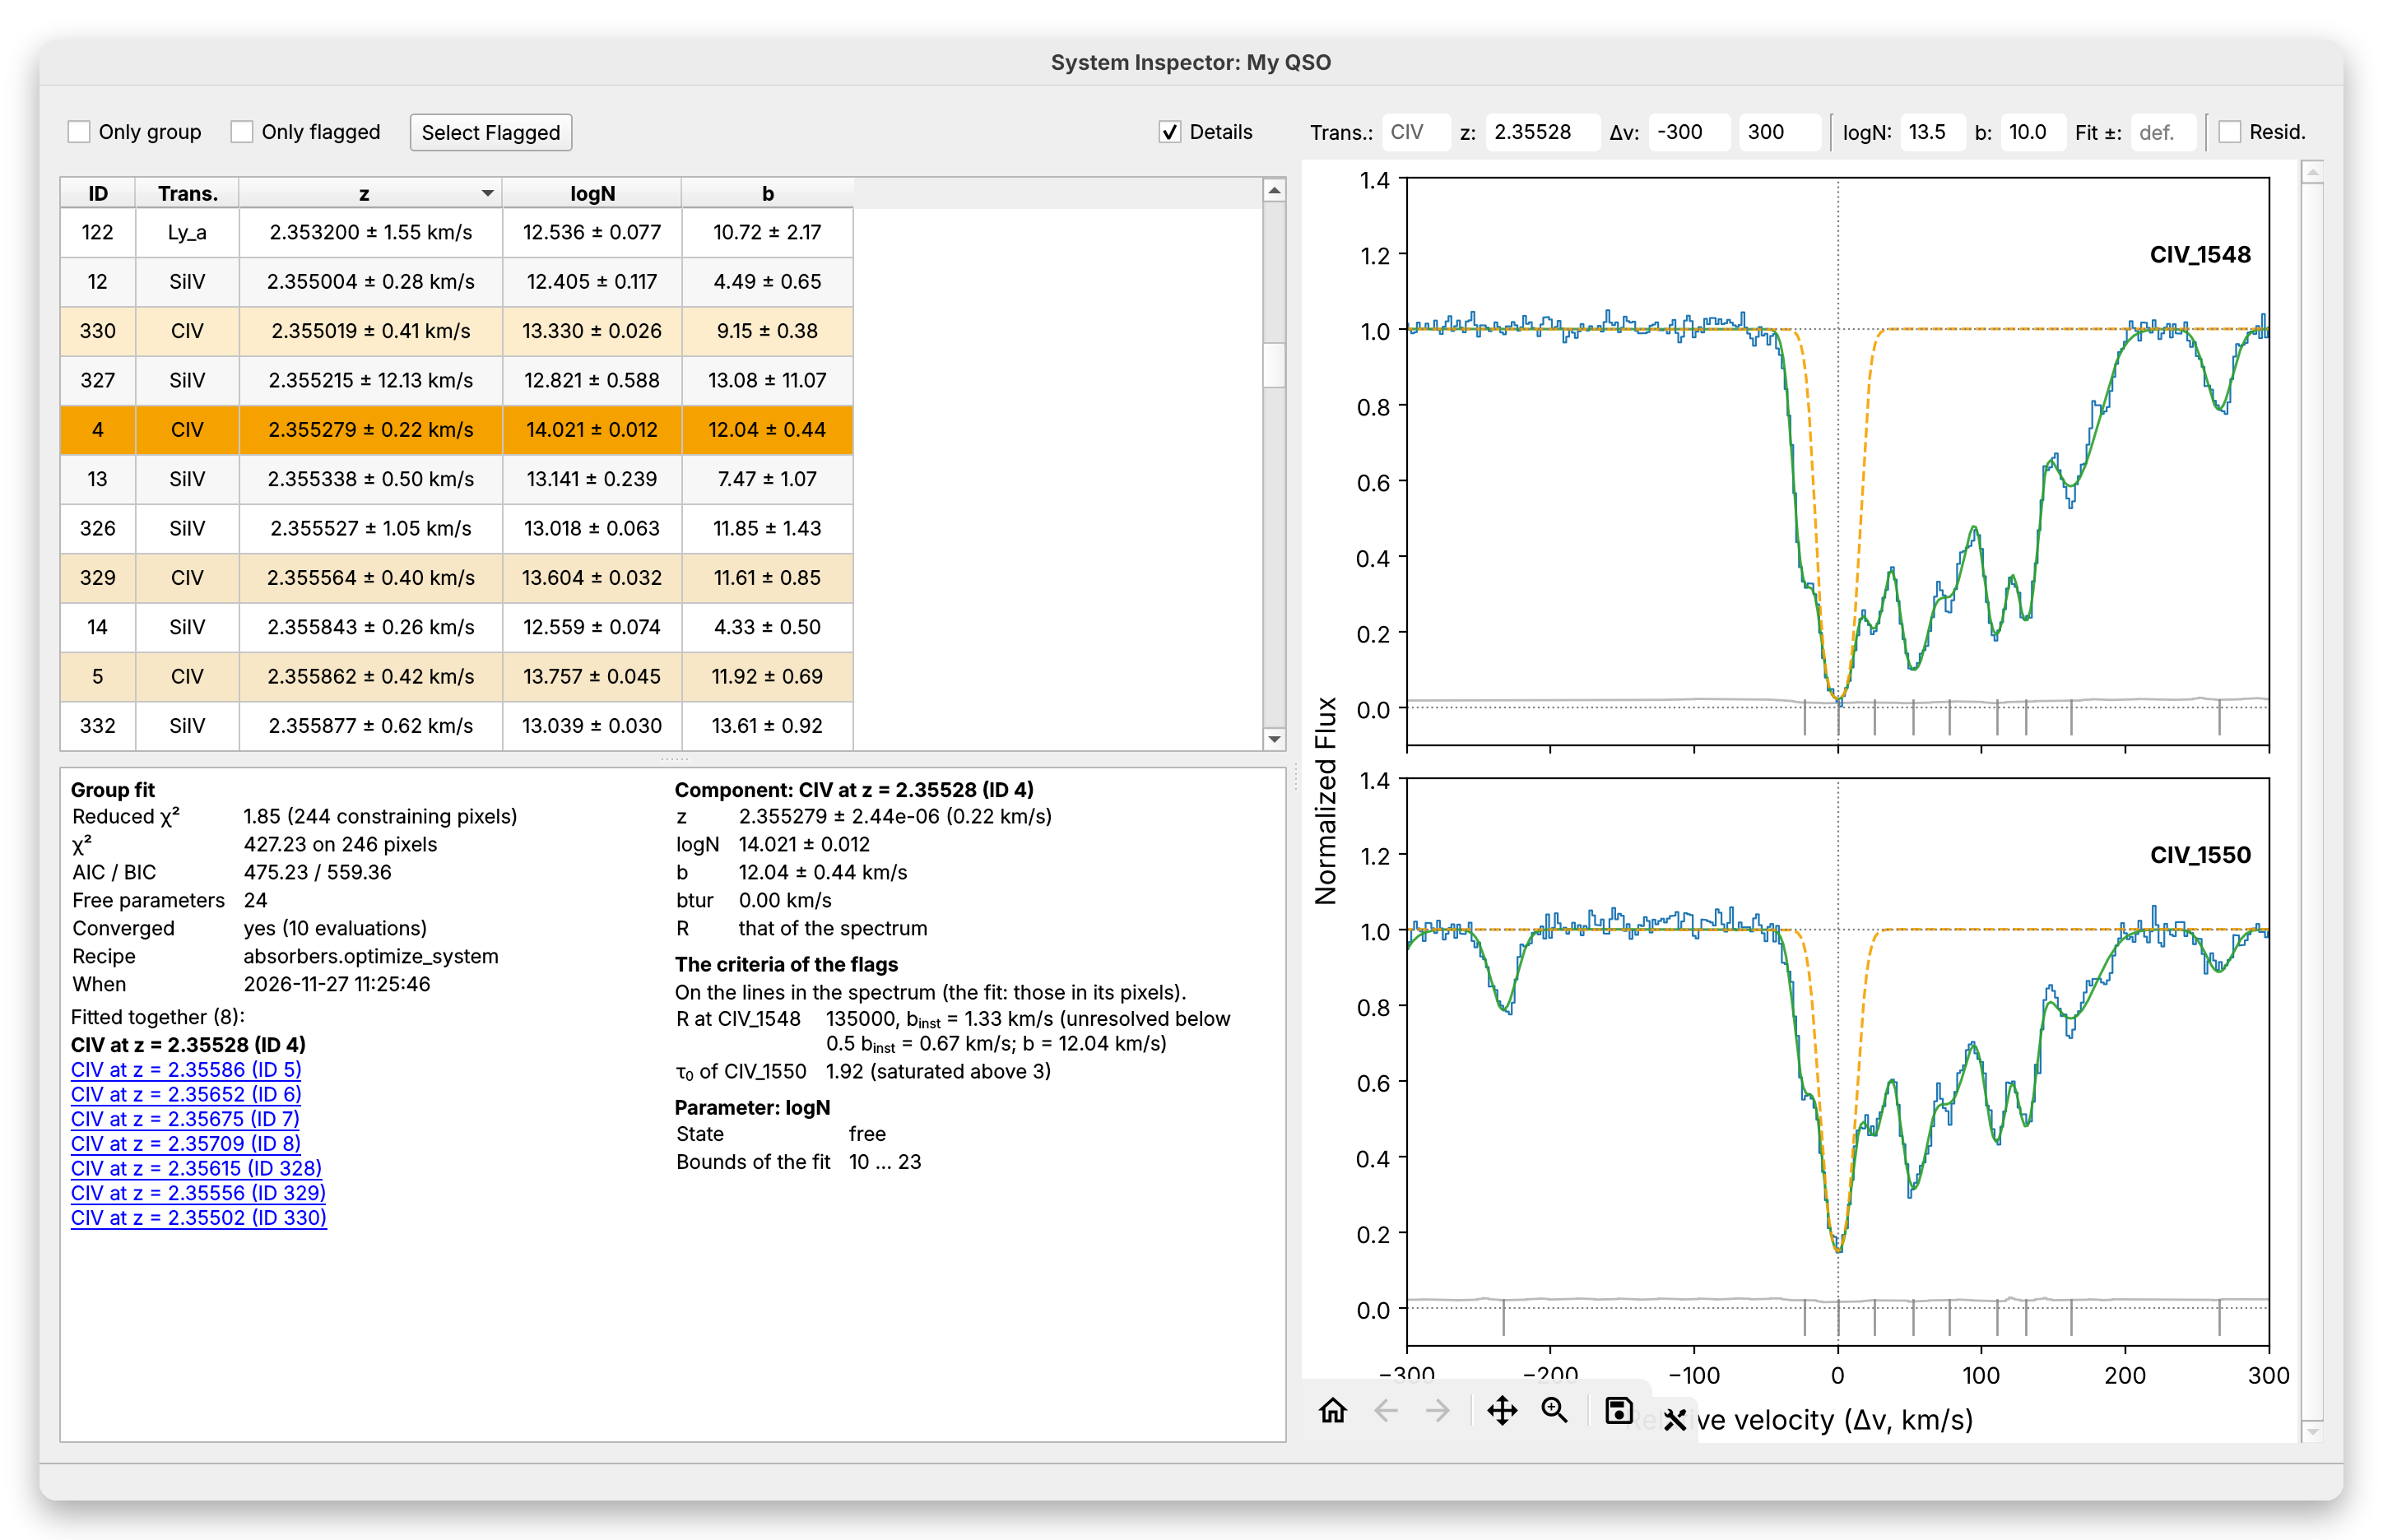 System Inspector: My QSO
Only group Only flagged Select Flagged Details
Trans.: CIV z: 2.35528 Δv: -300 300 logN: 13.5 b: 10.0 Fit ±: def. Resid.
ID Trans. z logN b
122 Ly_a 2.353200 ± 1.55 km/s 12.536 ± 0.077 10.72 ± 2.17
12 SiIV 2.355004 ± 0.28 km/s 12.405 ± 0.117 4.49 ± 0.65
330 CIV 2.355019 ± 0.41 km/s 13.330 ± 0.026 9.15 ± 0.38
327 SiIV 2.355215 ± 12.13 km/s 12.821 ± 0.588 13.08 ± 11.07
4 CIV 2.355279 ± 0.22 km/s 14.021 ± 0.012 12.04 ± 0.44
13 SiIV 2.355338 ± 0.50 km/s 13.141 ± 0.239 7.47 ± 1.07
326 SiIV 2.355527 ± 1.05 km/s 13.018 ± 0.063 11.85 ± 1.43
329 CIV 2.355564 ± 0.40 km/s 13.604 ± 0.032 11.61 ± 0.85
14 SiIV 2.355843 ± 0.26 km/s 12.559 ± 0.074 4.33 ± 0.50
5 CIV 2.355862 ± 0.42 km/s 13.757 ± 0.045 11.92 ± 0.69
332 SiIV 2.355877 ± 0.62 km/s 13.039 ± 0.030 13.61 ± 0.92
Group fit
Reduced χ² 1.85 (244 constraining pixels)
χ² 427.23 on 246 pixels
AIC / BIC 475.23 / 559.36
Free parameters 24
Converged yes (10 evaluations)
Recipe absorbers.optimize_system
When 2026-11-27 11:25:46
Fitted together (8):
CIV at z = 2.35528 (ID 4)
CIV at z = 2.35586 (ID 5)
CIV at z = 2.35652 (ID 6)
CIV at z = 2.35675 (ID 7)
CIV at z = 2.35709 (ID 8)
CIV at z = 2.35615 (ID 328)
CIV at z = 2.35556 (ID 329)
CIV at z = 2.35502 (ID 330)
Component: CIV at z = 2.35528 (ID 4)
z 2.355279 ± 2.44e-06 (0.22 km/s)
logN 14.021 ± 0.012
b 12.04 ± 0.44 km/s
btur 0.00 km/s
R that of the spectrum
The criteria of the flags
On the lines in the spectrum (the fit: those in its pixels).
R at CIV_1548 135000, b_inst = 1.33 km/s (unresolved below
0.5 b_inst = 0.67 km/s; b = 12.04 km/s)
τ₀ of CIV_1550 1.92 (saturated above 3)
Parameter: logN
State free
Bounds of the fit 10 ... 23
Normalized Flux
1.4
1.2
1.0
0.8
0.6
0.4
0.2
0.0
CIV_1548
1.4
1.2
1.0
0.8
0.6
0.4
0.2
0.0
CIV_1550
−300 −200 −100 0 100 200 300
velocity (Δv, km/s)